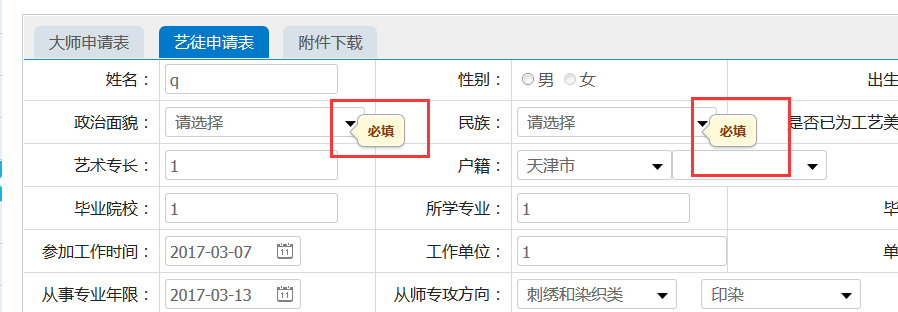 大师申请表 艺徒申请表 附件下载
姓名： q 性别： 男 女 出生
政治面貌： 请选择 必填 民族： 请选择 必填 是否已为工艺美
艺术专长： 1 户籍： 天津市
毕业院校： 1 所学专业： 1 毕
参加工作时间： 2017-03-07 11 工作单位： 1 单
从事专业年限： 2017-03-13 11 从师专攻方向： 刺绣和染织类 印染